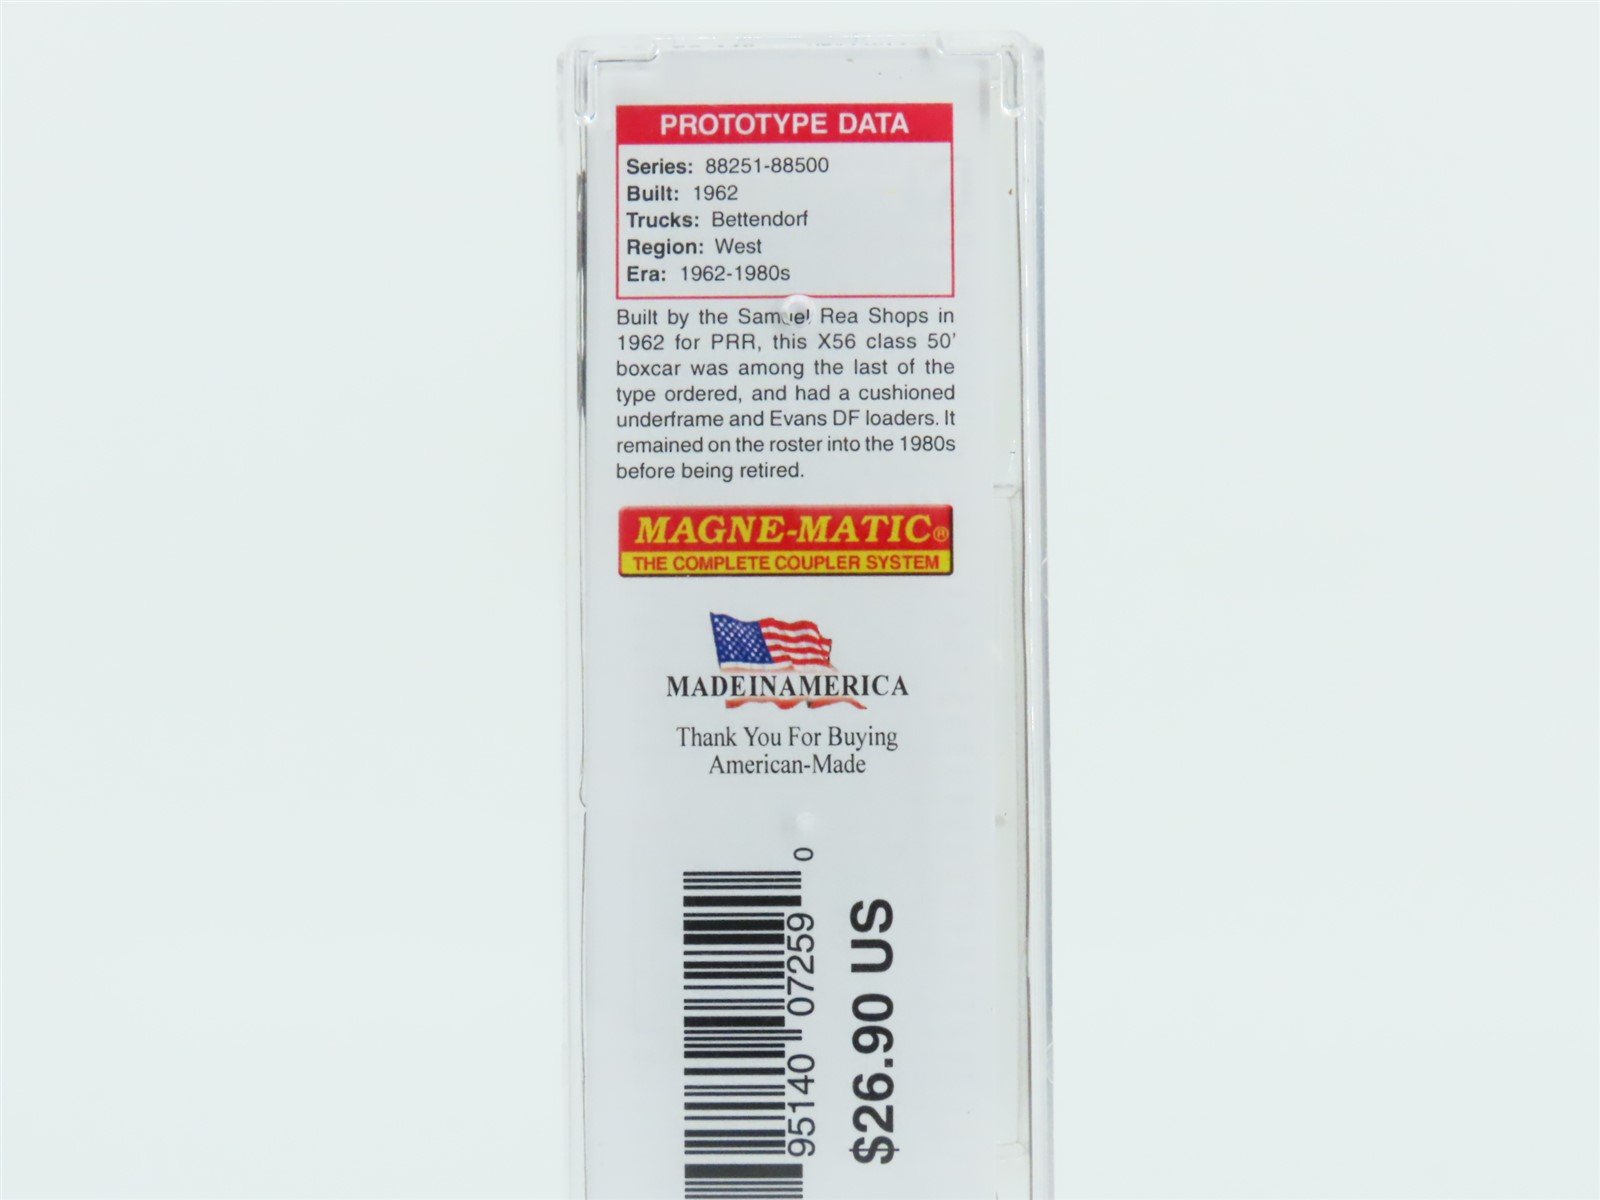 PROTOTYPE DATA
Series: 88251-88500
Built: 1962
Trucks: Bettendorf
Region: West
Era: 1962-1980s
Built by the Samuel Rea Shops in
1962 for PRR, this X56 class 50'
boxcar was among the last of the
type ordered, and had a cushioned
underframe and Evans DF loaders. It
remained on the roster into the 1980s
before being retired.
MAGNE-MATIC®
THE COMPLETE COUPLER SYSTEM
MADEINAMERICA
Thank You For Buying
American-Made
95140 07259 0
$26.90 US